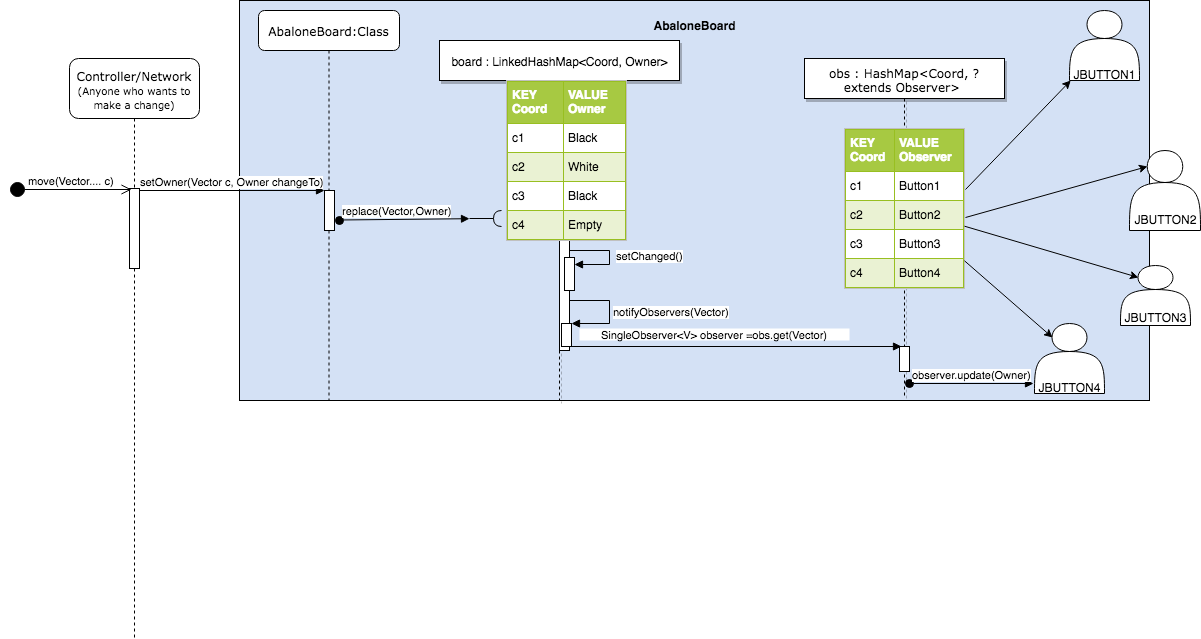 AbaloneBoard
AbaloneBoard:Class
Controller/Network
(Anyone who wants to
make a change)
board : LinkedHashMap<Coord, Owner>
obs : HashMap<Coord, ?
extends Observer>
KEY VALUE
Coord Owner
c1 Black
c2 White
c3 Black
c4 Empty
KEY VALUE
Coord Observer
c1 Button1
c2 Button2
c3 Button3
c4 Button4
JBUTTON1
JBUTTON2
JBUTTON3
JBUTTON4
move(Vector.... c)
setOwner(Vector c, Owner changeTo)
replace(Vector,Owner)
setChanged()
notifyObservers(Vector)
SingleObserver<V> observer =obs.get(Vector)
observer.update(Owner)